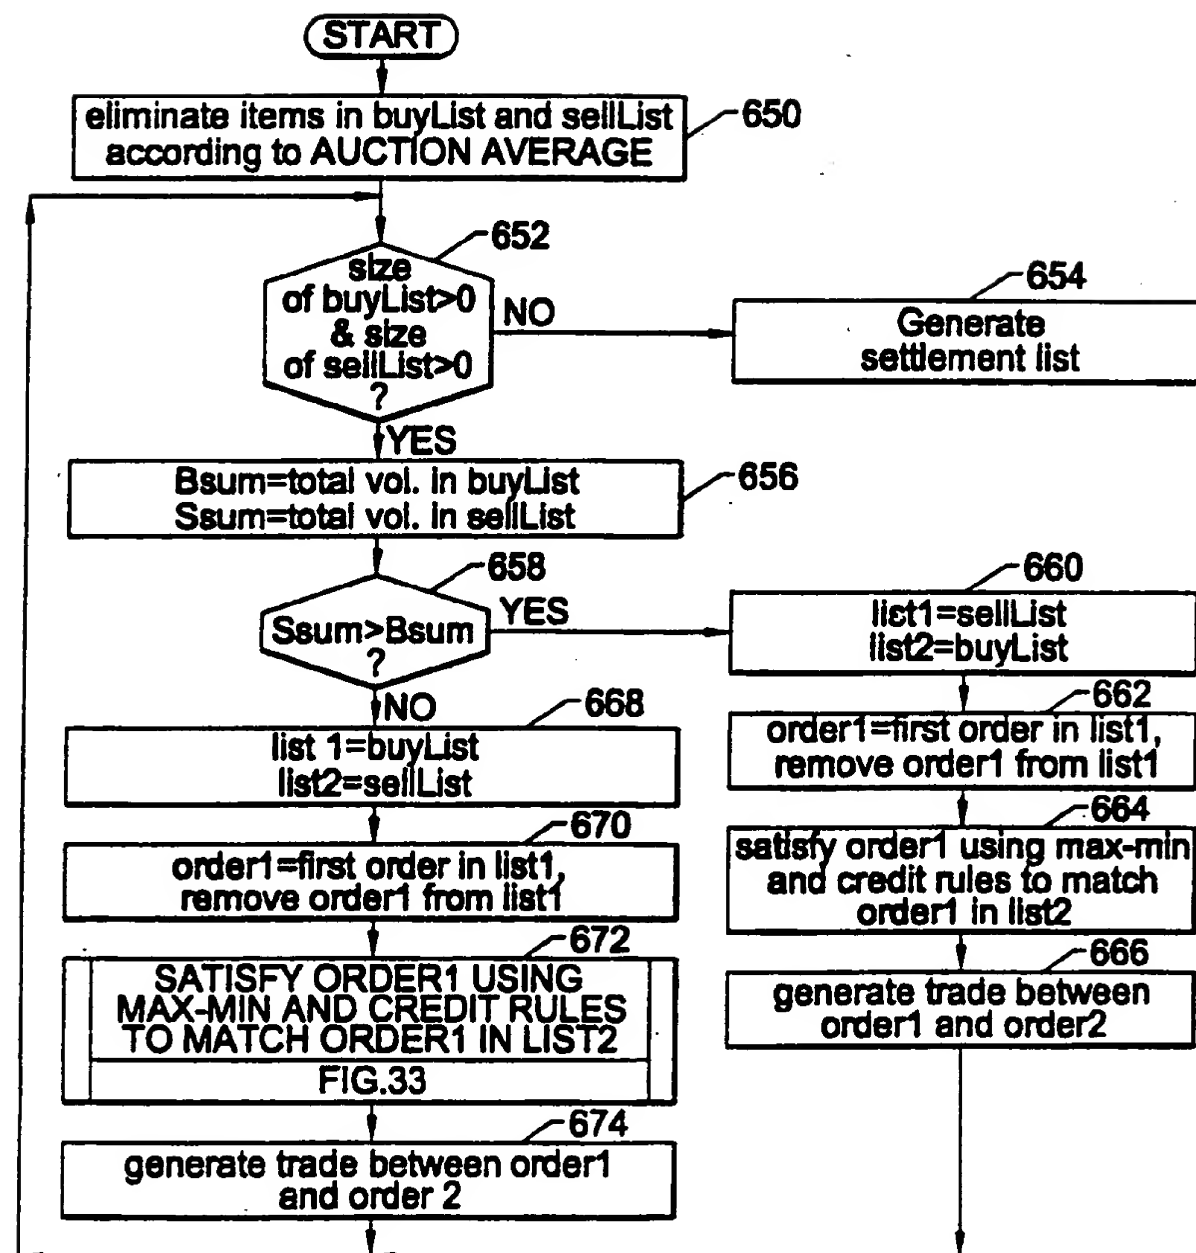 START
eliminate items in buyList and sellList
according to AUCTION AVERAGE
650
652
size
of buyList>0
& size
of sellList>0
?
NO
654
Generate
settlement list
YES
Bsum=total vol. in buyList
Ssum=total vol. in sellList
656
658
Ssum>Bsum
?
YES
660
list1=sellList
list2=buyList
NO
668
list 1=buyList
list2=sellList
662
order1=first order in list1,
remove order1 from list1
670
order1=first order in list1,
remove order1 from list1
664
satisfy order1 using max-min
and credit rules to match
order1 in list2
672
SATISFY ORDER1 USING
MAX-MIN AND CREDIT RULES
TO MATCH ORDER1 IN LIST2
FIG.33
666
generate trade between
order1 and order2
674
generate trade between order1
and order 2